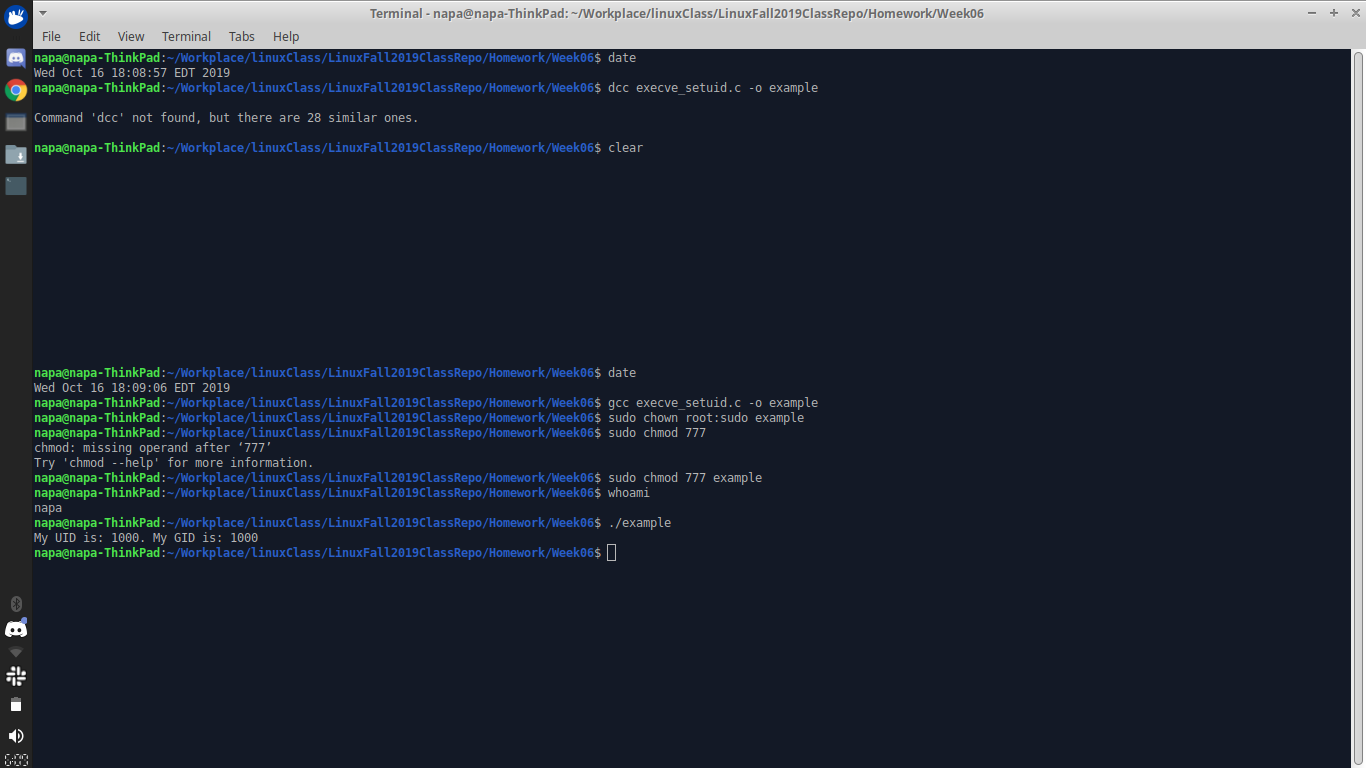 Terminal - napa@napa-ThinkPad: ~/Workplace/linuxClass/LinuxFall2019ClassRepo/Homework/Week06
File Edit View Terminal Tabs Help
napa@napa-ThinkPad:~/Workplace/linuxClass/LinuxFall2019ClassRepo/Homework/Week06$ date
Wed Oct 16 18:08:57 EDT 2019
napa@napa-ThinkPad:~/Workplace/linuxClass/LinuxFall2019ClassRepo/Homework/Week06$ dcc execve_setuid.c -o example
Command 'dcc' not found, but there are 28 similar ones.
napa@napa-ThinkPad:~/Workplace/linuxClass/LinuxFall2019ClassRepo/Homework/Week06$ clear
napa@napa-ThinkPad:~/Workplace/linuxClass/LinuxFall2019ClassRepo/Homework/Week06$ date
Wed Oct 16 18:09:06 EDT 2019
napa@napa-ThinkPad:~/Workplace/linuxClass/LinuxFall2019ClassRepo/Homework/Week06$ gcc execve_setuid.c -o example
napa@napa-ThinkPad:~/Workplace/linuxClass/LinuxFall2019ClassRepo/Homework/Week06$ sudo chown root:sudo example
napa@napa-ThinkPad:~/Workplace/linuxClass/LinuxFall2019ClassRepo/Homework/Week06$ sudo chmod 777
chmod: missing operand after ‘777’
Try 'chmod --help' for more information.
napa@napa-ThinkPad:~/Workplace/linuxClass/LinuxFall2019ClassRepo/Homework/Week06$ sudo chmod 777 example
napa@napa-ThinkPad:~/Workplace/linuxClass/LinuxFall2019ClassRepo/Homework/Week06$ whoami
napa
napa@napa-ThinkPad:~/Workplace/linuxClass/LinuxFall2019ClassRepo/Homework/Week06$ ./example
My UID is: 1000. My GID is: 1000
napa@napa-ThinkPad:~/Workplace/linuxClass/LinuxFall2019ClassRepo/Homework/Week06$